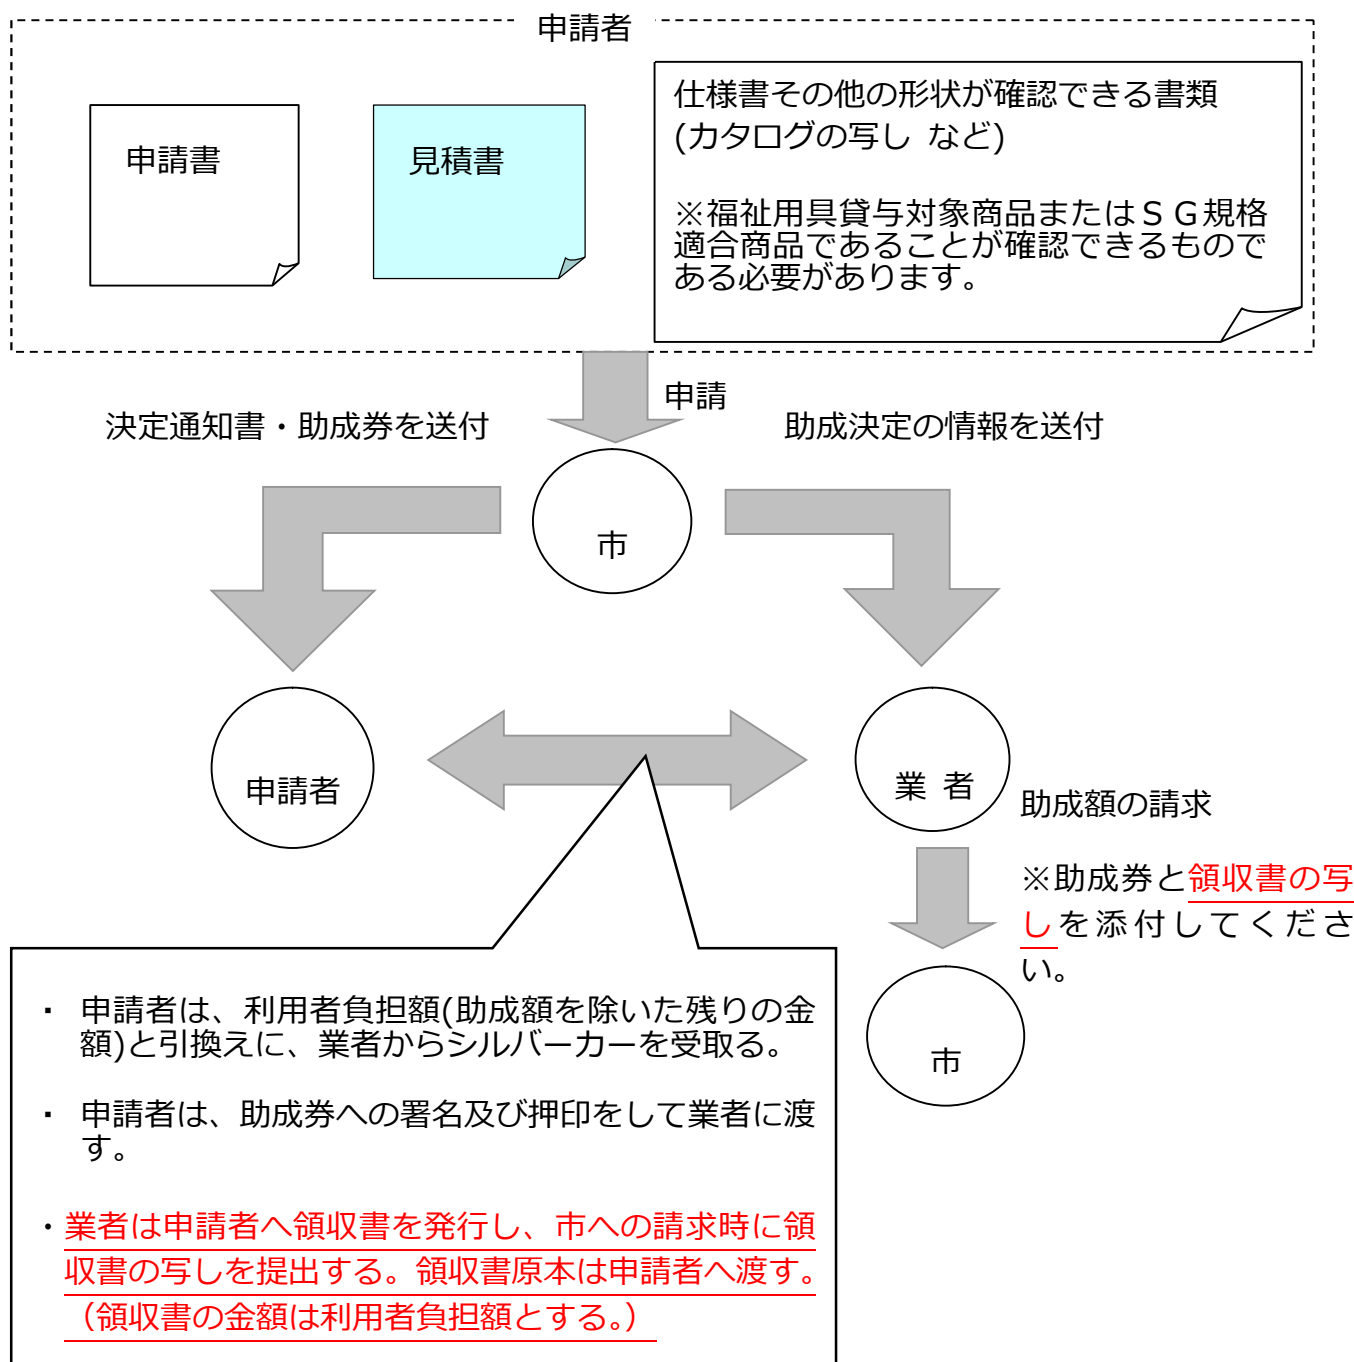 申請者
申請書
見積書
仕様書その他の形状が確認できる書類
(カタログの写し など)
※福祉用具貸与対象商品またはＳＧ規格
適合商品であることが確認できるもので
ある必要があります。
申請
決定通知書・助成券を送付
助成決定の情報を送付
市
申請者
業 者
助成額の請求
※助成券と領収書の写
しを添付してくださ
い。
市
・ 申請者は、利用者負担額(助成額を除いた残りの金
額)と引換えに、業者からシルバーカーを受取る。
・ 申請者は、助成券への署名及び押印をして業者に渡
す。
・業者は申請者へ領収書を発行し、市への請求時に領
収書の写しを提出する。領収書原本は申請者へ渡す。
（領収書の金額は利用者負担額とする。）